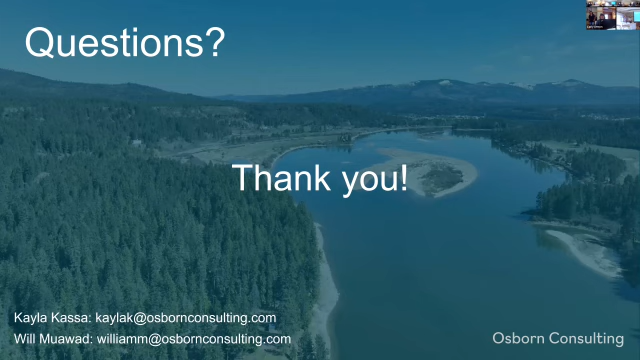 Questions?
Thank you!
Kayla Kassa: kaylak@osbornconsulting.com
Will Muawad: williamm@osbornconsulting.com
Osborn Consulting